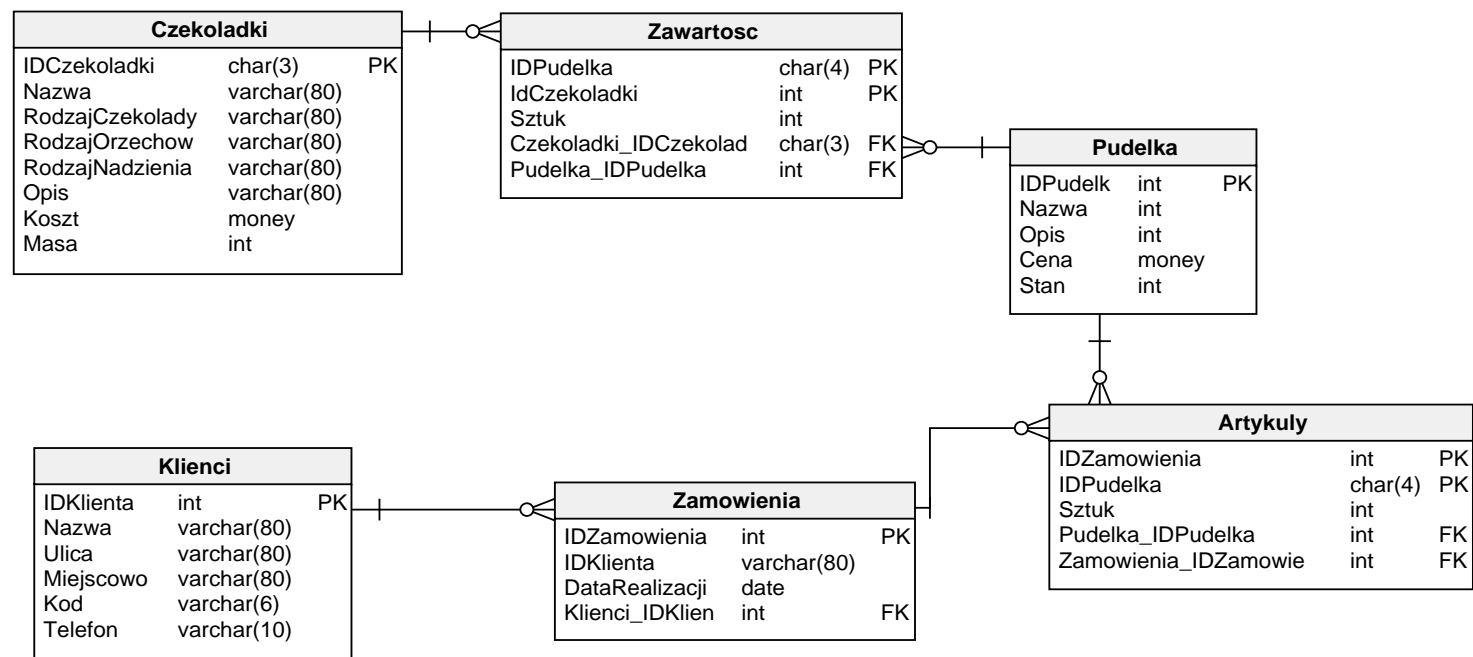 Czekoladki
IDCzekoladki char(3) PK
Nazwa varchar(80)
RodzajCzekolady varchar(80)
RodzajOrzechow varchar(80)
RodzajNadzienia varchar(80)
Opis varchar(80)
Koszt money
Masa int
Zawartosc
IDPudelka char(4) PK
IdCzekoladki int PK
Sztuk int
Czekoladki_IDCzekolad char(3) FK
Pudelka_IDPudelka int FK
Pudelka
IDPudelk int PK
Nazwa int
Opis int
Cena money
Stan int
Klienci
IDKlienta int PK
Nazwa varchar(80)
Ulica varchar(80)
Miejscowo varchar(80)
Kod varchar(6)
Telefon varchar(10)
Zamowienia
IDZamowienia int PK
IDKlienta varchar(80)
DataRealizacji date
Klienci_IDKlien int FK
Artykuly
IDZamowienia int PK
IDPudelka char(4) PK
Sztuk int
Pudelka_IDPudelka int FK
Zamowienia_IDZamowie int FK